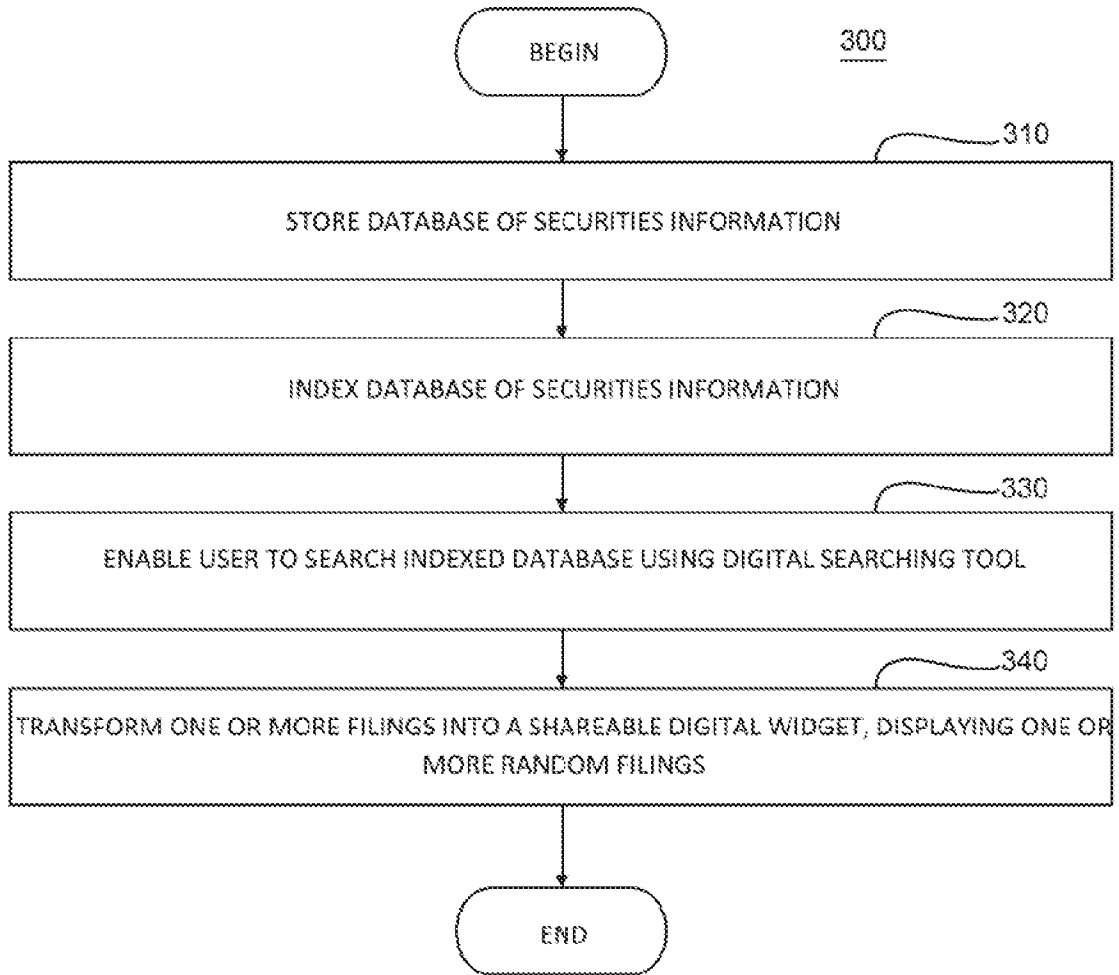 BEGIN
300
310
STORE DATABASE OF SECURITIES INFORMATION
320
INDEX DATABASE OF SECURITIES INFORMATION
330
ENABLE USER TO SEARCH INDEXED DATABASE USING DIGITAL SEARCHING TOOL
340
TRANSFORM ONE OR MORE FILINGS INTO A SHAREABLE DIGITAL WIDGET, DISPLAYING ONE OR
MORE RANDOM FILINGS
END